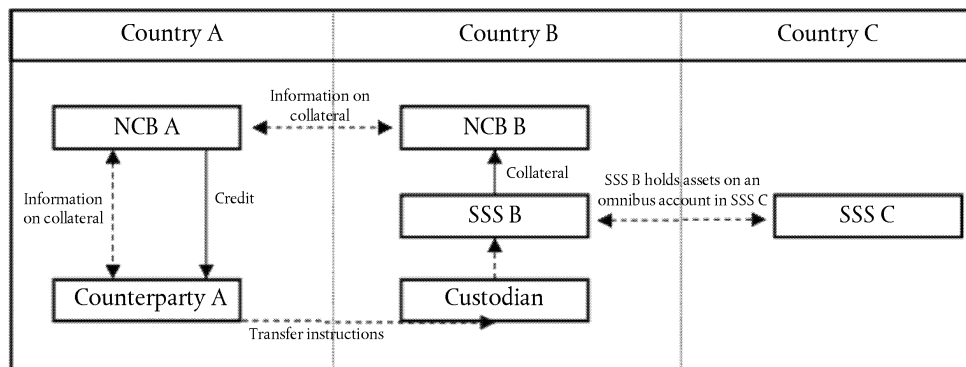 Country A
Country B
Country C
Information on
collateral
NCB A
NCB B
Information
on collateral
Credit
Collateral
SSS B holds assets on an
omnibus account in SSS C
SSS B
SSS C
Counterparty A
Custodian
Transfer instructions